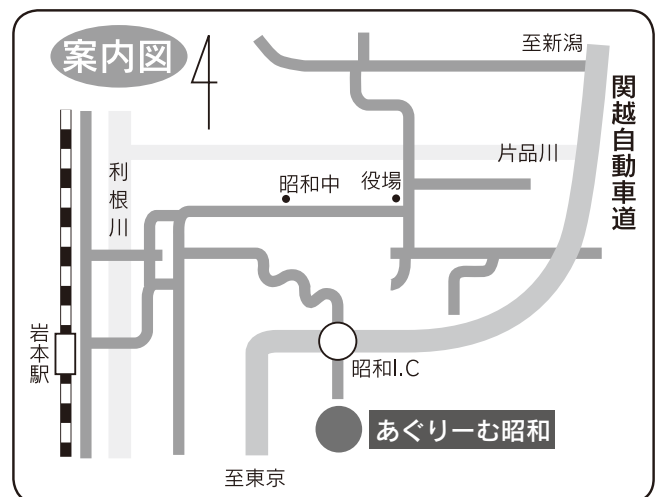 案内図
至新潟
関越自動車道
片品川
利根川
昭和中
役場
岩本駅
昭和I.C
あぐりーむ昭和
至東京